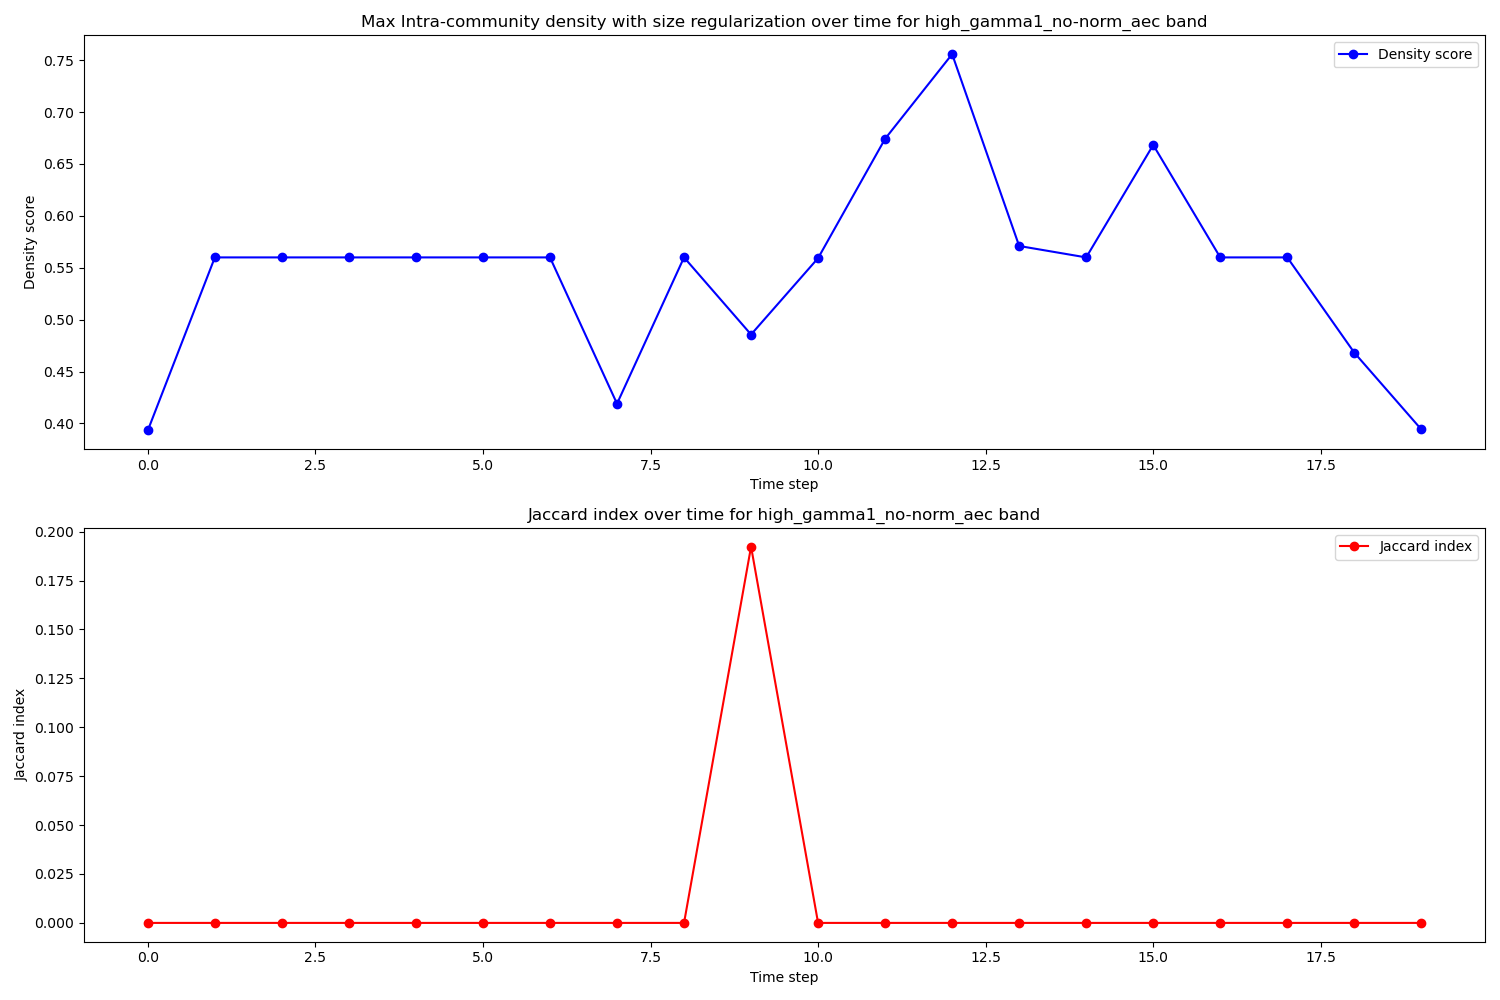 Max Intra-community density with size regularization over time for high_gamma1_no-norm_aec band
Density score
0.75
0.70
0.65
0.60
0.55
0.50
0.45
0.40
Density score
0.0 2.5 5.0 7.5 10.0 12.5 15.0 17.5
Time step
Jaccard index over time for high_gamma1_no-norm_aec band
Jaccard index
0.200
0.175
0.150
0.125
0.100
0.075
0.050
0.025
0.000
Jaccard index
0.0 2.5 5.0 7.5 10.0 12.5 15.0 17.5
Time step